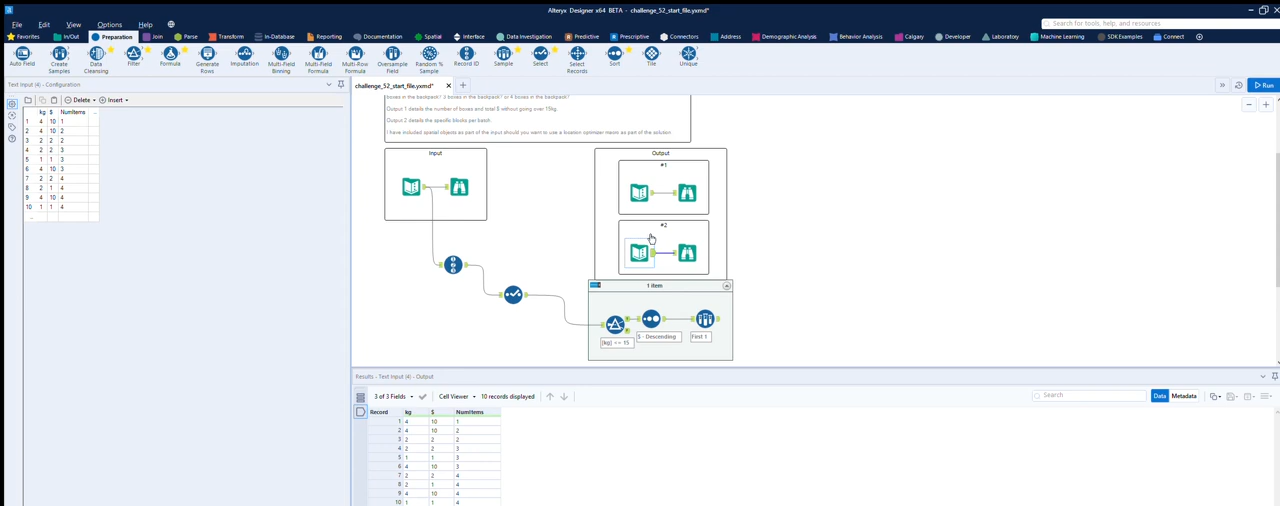 Alteryx Designer x64 BETA - challenge_52_start_file.yxmd*
File Edit View Options Help
Search for tools, help, and resources
Favorites In/Out Preparation Join Parse Transform In-Database Reporting Documentation Spatial Interface Data Investigation Predictive Prescriptive Connectors Address Demographic Analysis Behavior Analysis Calgary Developer Laboratory Machine Learning SDK Examples Connect
Auto Field Create Samples Data Cleansing Filter Formula Generate Rows Imputation Multi-Field Binning Multi-Field Formula Multi-Row Formula Oversample Field Random % Sample Record ID Sample Select Select Records Sort Tile Unique
Text Input (4) - Configuration
challenge_52_start_file.yxmd*
Run
Delete Insert
kg $ NumItems
1 4 10 1
2 4 10 2
3 2 2 2
4 2 2 3
5 1 1 3
6 4 10 3
7 2 2 4
8 2 1 4
9 4 10 4
10 1 1 4
boxes in the backpack? 3 boxes in the backpack? or 4 boxes in the backpack?
Output 1 details the number of boxes and total $ without going over 15kg.
Output 2 details the specific blocks per batch
I have included spatial objects as part of the input should you want to use a location optimizer macro as part of the solution.
Input
Output
#1
#2
1 item
[kg] <= 15
$ - Descending
First 1
Results - Text Input (4) - Output
3 of 3 Fields Cell Viewer 10 records displayed
Search
Data Metadata
Record kg $ NumItems
1 4 10 1
2 4 10 2
3 2 2 2
4 2 2 3
5 1 1 3
6 4 10 3
7 2 2 4
8 2 1 4
9 4 10 4
10 1 1 4